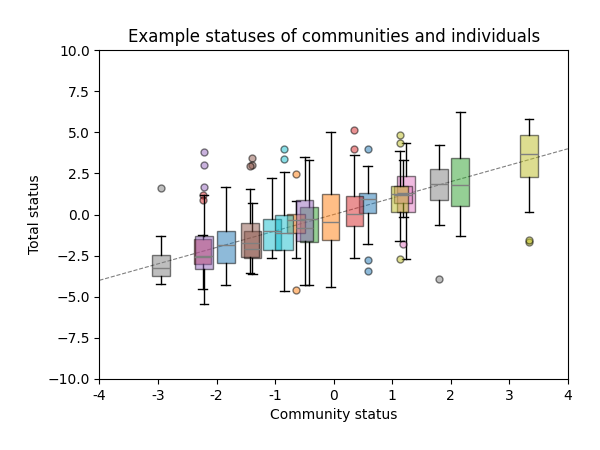 Example statuses of communities and individuals
10.0
7.5
5.0
2.5
0.0
−2.5
−5.0
−7.5
−10.0
Total status
-4 -3 -2 -1 0 1 2 3 4
Community status